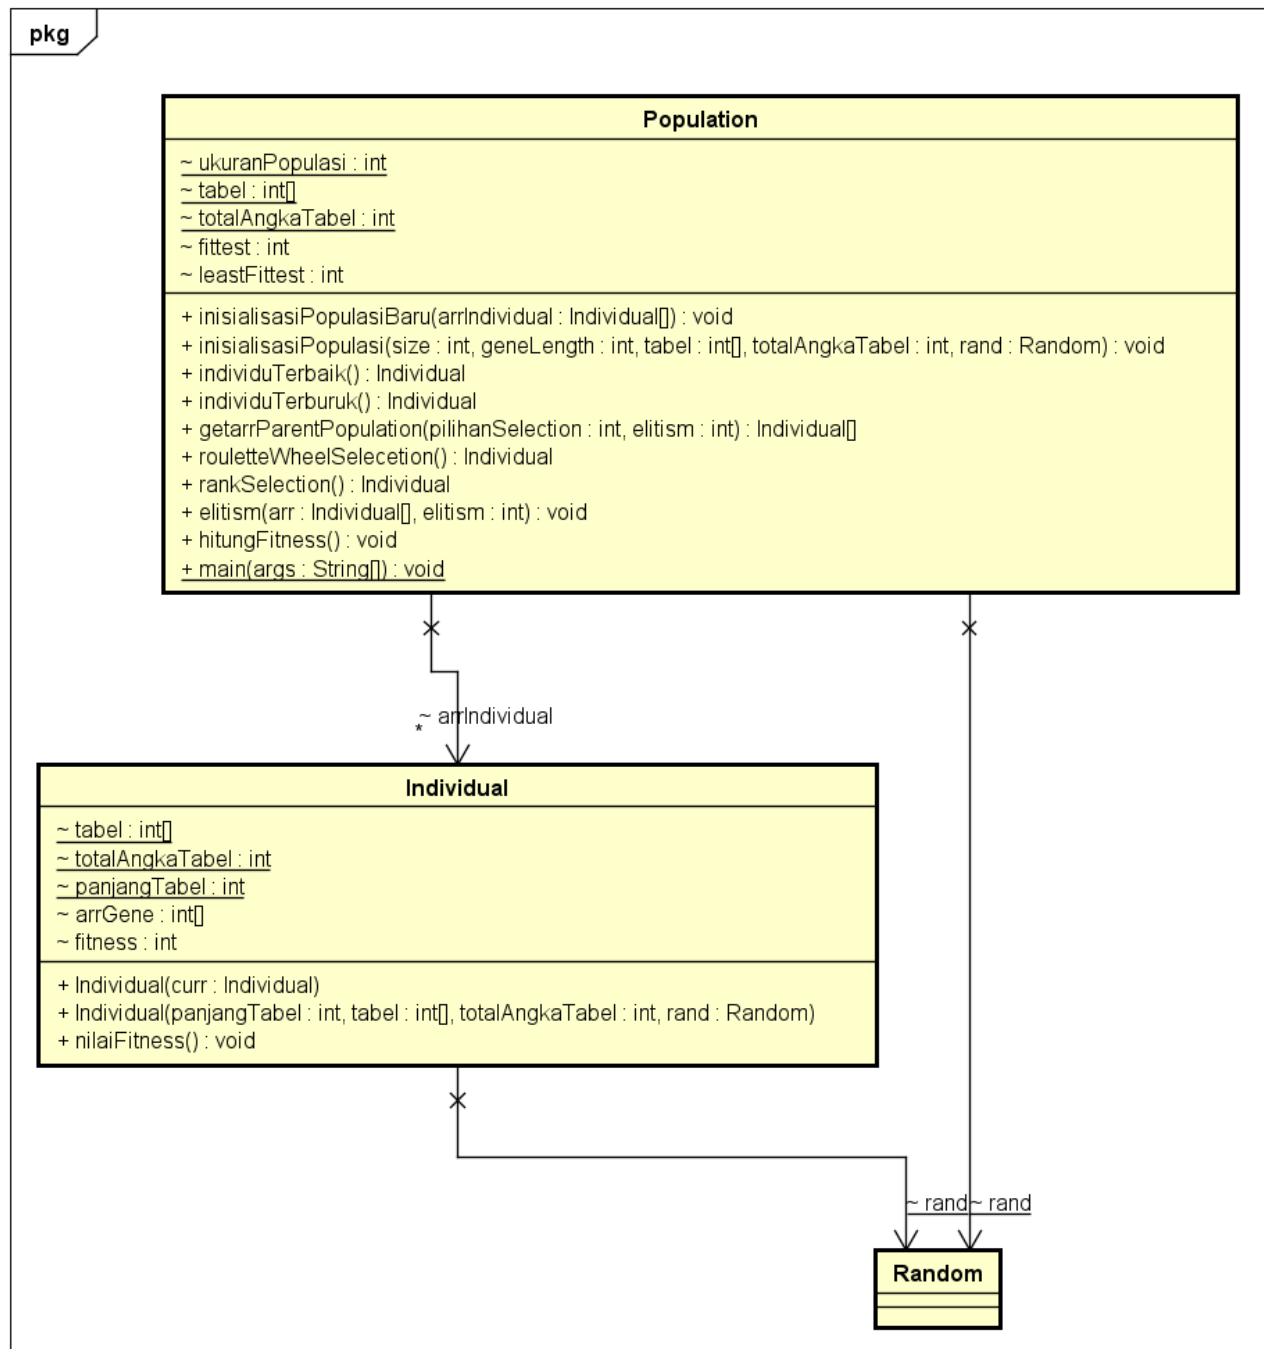 pkg
Population
~ ukuranPopulasi : int
~ tabel : int[]
~ totalAngkaTabel : int
~ fittest : int
~ leastFittest : int
+ inisialisasiPopulasiBaru(arrIndividual : Individual[]) : void
+ inisialisasiPopulasi(size : int, geneLength : int, tabel : int[], totalAngkaTabel : int, rand : Random) : void
+ individuTerbaik() : Individual
+ individuTerburuk() : Individual
+ getarrParentPopulation(pilihanSelection : int, elitism : int) : Individual[]
+ rouletteWheelSelecetion() : Individual
+ rankSelection() : Individual
+ elitism(arr : Individual[], elitism : int) : void
+ hitungFitness() : void
+ main(args : String[]) : void
~ arrIndividual
*
Individual
~ tabel : int[]
~ totalAngkaTabel : int
~ panjangTabel : int
~ arrGene : int[]
~ fitness : int
+ Individual(curr : Individual)
+ Individual(panjangTabel : int, tabel : int[], totalAngkaTabel : int, rand : Random)
+ nilaiFitness() : void
~ rand
~ rand
Random